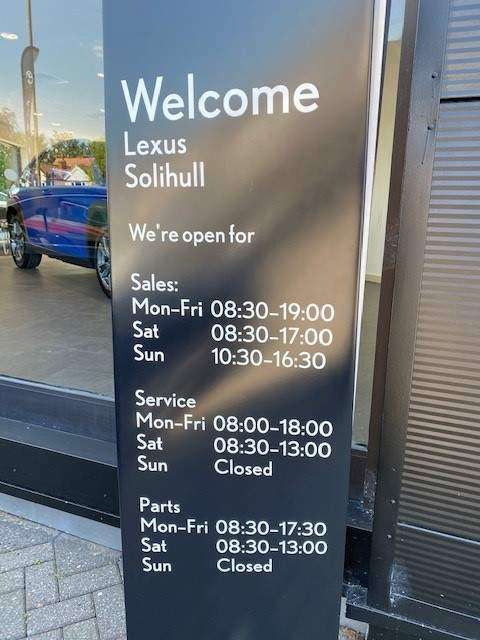 Welcome
Lexus
Solihull
We're open for
Sales:
Mon–Fri 08:30–19:00
Sat 08:30–17:00
Sun 10:30–16:30
Service
Mon–Fri 08:00–18:00
Sat 08:30–13:00
Sun Closed
Parts
Mon–Fri 08:30–17:30
Sat 08:30–13:00
Sun Closed